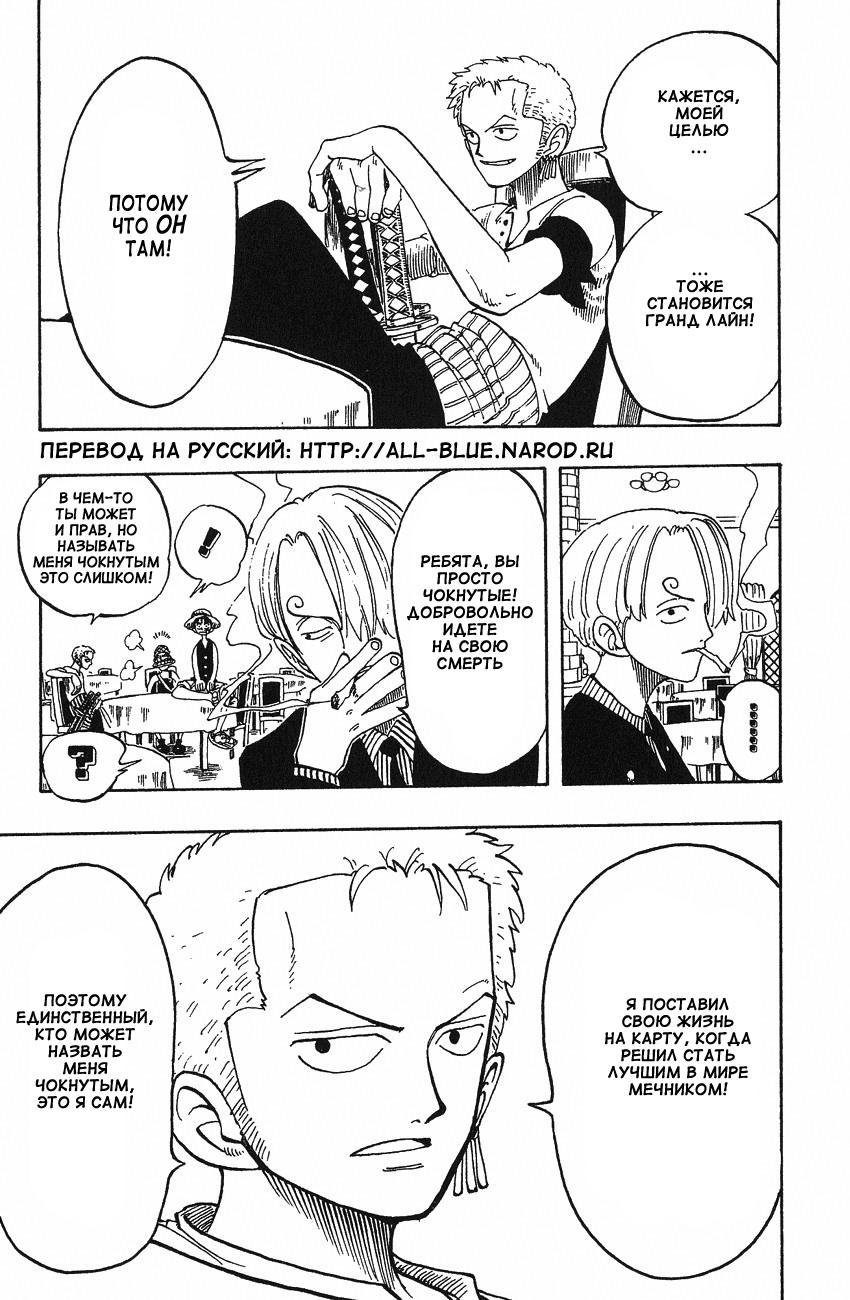 КАЖЕТСЯ,
МОЕЙ
ЦЕЛЬЮ
...
...
ТОЖЕ
СТАНОВИТСЯ
ГРАНД ЛАЙН!
ПОТОМУ
ЧТО ОН
ТАМ!
ПЕРЕВОД НА РУССКИЙ: HTTP://ALL-BLUE.NAROD.RU
......
РЕБЯТА, ВЫ
ПРОСТО
ЧОКНУТЫЕ!
ДОБРОВОЛЬНО
ИДЕТЕ
НА СВОЮ
СМЕРТЬ
!
В ЧЕМ-ТО
ТЫ МОЖЕТ
И ПРАВ, НО
НАЗЫВАТЬ
МЕНЯ ЧОКНУТЫМ
ЭТО СЛИШКОМ!
?
Я ПОСТАВИЛ
СВОЮ ЖИЗНЬ
НА КАРТУ, КОГДА
РЕШИЛ СТАТЬ
ЛУЧШИМ В МИРЕ
МЕЧНИКОМ!
ПОЭТОМУ
ЕДИНСТВЕННЫЙ,
КТО МОЖЕТ
НАЗВАТЬ
МЕНЯ
ЧОКНУТЫМ,
ЭТО Я САМ!